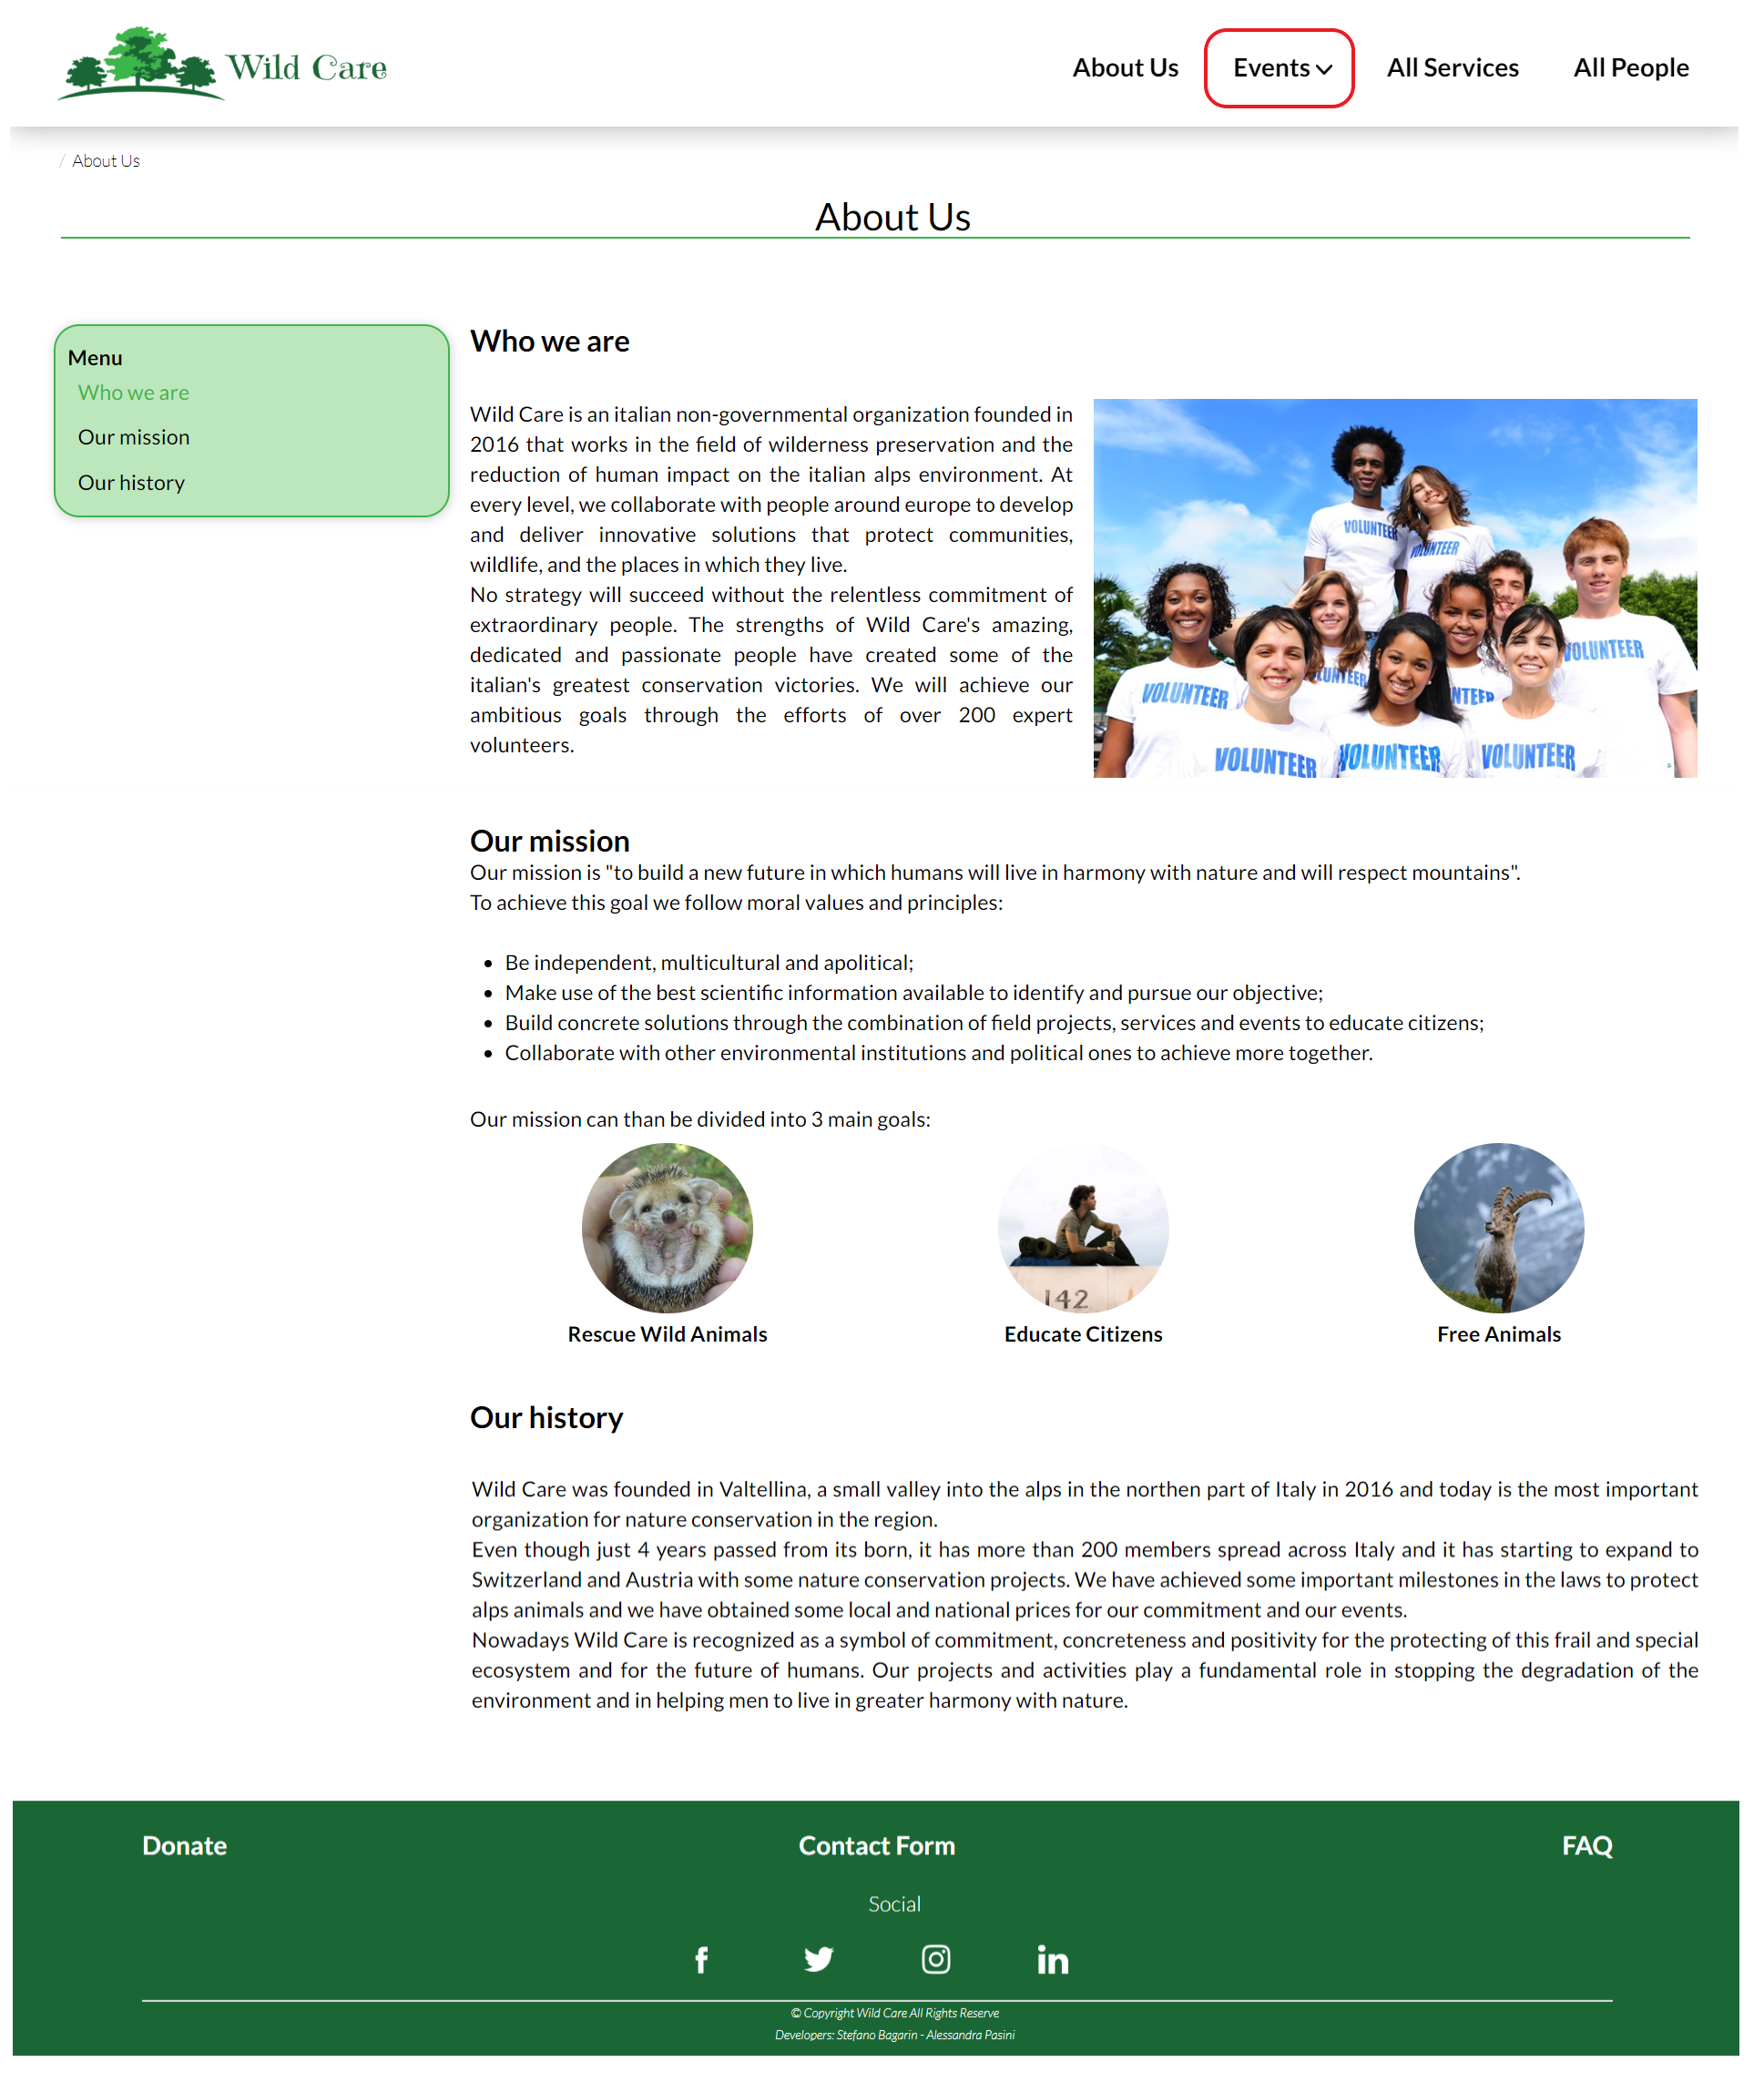 Wild Care
About Us
Events
All Services
All People
/ About Us
About Us
Menu
Who we are
Our mission
Our history
Who we are
Wild Care is an italian non-governmental organization founded in
2016 that works in the field of wilderness preservation and the
reduction of human impact on the italian alps environment. At
every level, we collaborate with people around europe to develop
and deliver innovative solutions that protect communities,
wildlife, and the places in which they live.
No strategy will succeed without the relentless commitment of
extraordinary people. The strengths of Wild Care's amazing,
dedicated and passionate people have created some of the
italian's greatest conservation victories. We will achieve our
ambitious goals through the efforts of over 200 expert
volunteers.
VOLUNTEER
VOLUNTEER
VOLUNTEER
VOLUNTEER
VOLUNTEER
NTEER
VOLUNTEER
VOLUNTEER
VOLUNTEER
Our mission
Our mission is "to build a new future in which humans will live in harmony with nature and will respect mountains".
To achieve this goal we follow moral values and principles:
• Be independent, multicultural and apolitical;
• Make use of the best scientific information available to identify and pursue our objective;
• Build concrete solutions through the combination of field projects, services and events to educate citizens;
• Collaborate with other environmental institutions and political ones to achieve more together.
Our mission can than be divided into 3 main goals:
142
Rescue Wild Animals
Educate Citizens
Free Animals
Our history
Wild Care was founded in Valtellina, a small valley into the alps in the northen part of Italy in 2016 and today is the most important
organization for nature conservation in the region.
Even though just 4 years passed from its born, it has more than 200 members spread across Italy and it has starting to expand to
Switzerland and Austria with some nature conservation projects. We have achieved some important milestones in the laws to protect
alps animals and we have obtained some local and national prices for our commitment and our events.
Nowadays Wild Care is recognized as a symbol of commitment, concreteness and positivity for the protecting of this frail and special
ecosystem and for the future of humans. Our projects and activities play a fundamental role in stopping the degradation of the
environment and in helping men to live in greater harmony with nature.
Donate
Contact Form
FAQ
Social
© Copyright Wild Care All Rights Reserve
Developers: Stefano Bagarin - Alessandra Pasini